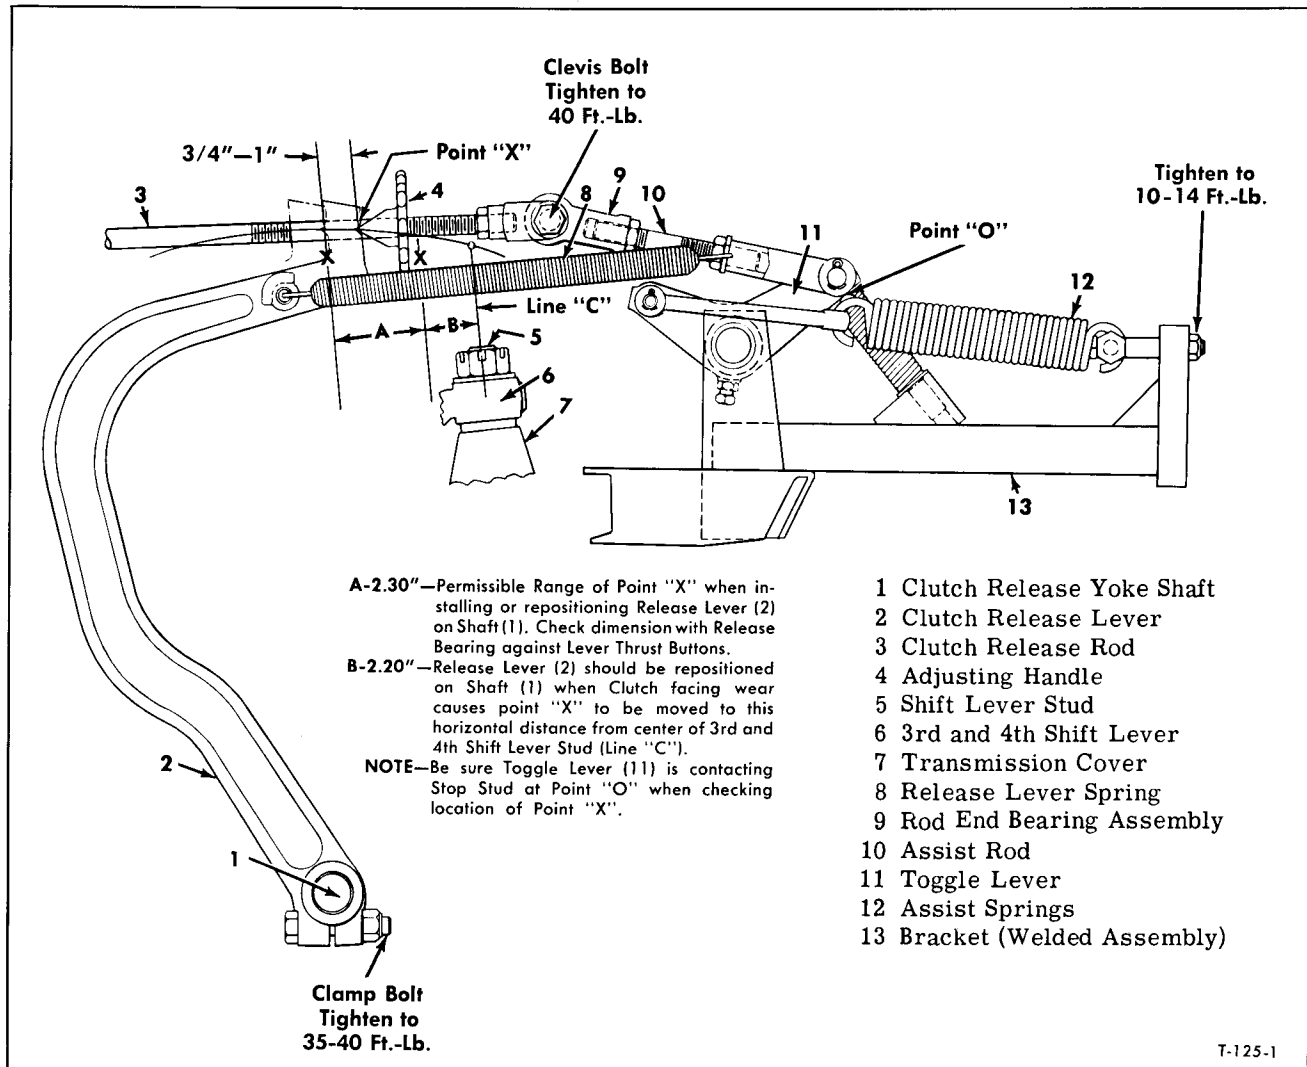 Clevis Bolt
Tighten to
40 Ft.-Lb.
3/4"—1"
Point "X"
3
4
9
8
10
Tighten to
10-14 Ft.-Lb.
11
Point "O"
12
X
X
Line "C"
A
B
5
6
7
13
2
1
Clamp Bolt
Tighten to
35-40 Ft.-Lb.
A-2.30"—Permissible Range of Point "X" when in-
stalling or repositioning Release Lever (2)
on Shaft (1). Check dimension with Release
Bearing against Lever Thrust Buttons.
B-2.20"—Release Lever (2) should be repositioned
on Shaft (1) when Clutch facing wear
causes point "X" to be moved to this
horizontal distance from center of 3rd and
4th Shift Lever Stud (Line "C").
NOTE—Be sure Toggle Lever (11) is contacting
Stop Stud at Point "O" when checking
location of Point "X".
1 Clutch Release Yoke Shaft
2 Clutch Release Lever
3 Clutch Release Rod
4 Adjusting Handle
5 Shift Lever Stud
6 3rd and 4th Shift Lever
7 Transmission Cover
8 Release Lever Spring
9 Rod End Bearing Assembly
10 Assist Rod
11 Toggle Lever
12 Assist Springs
13 Bracket (Welded Assembly)
T-125-1